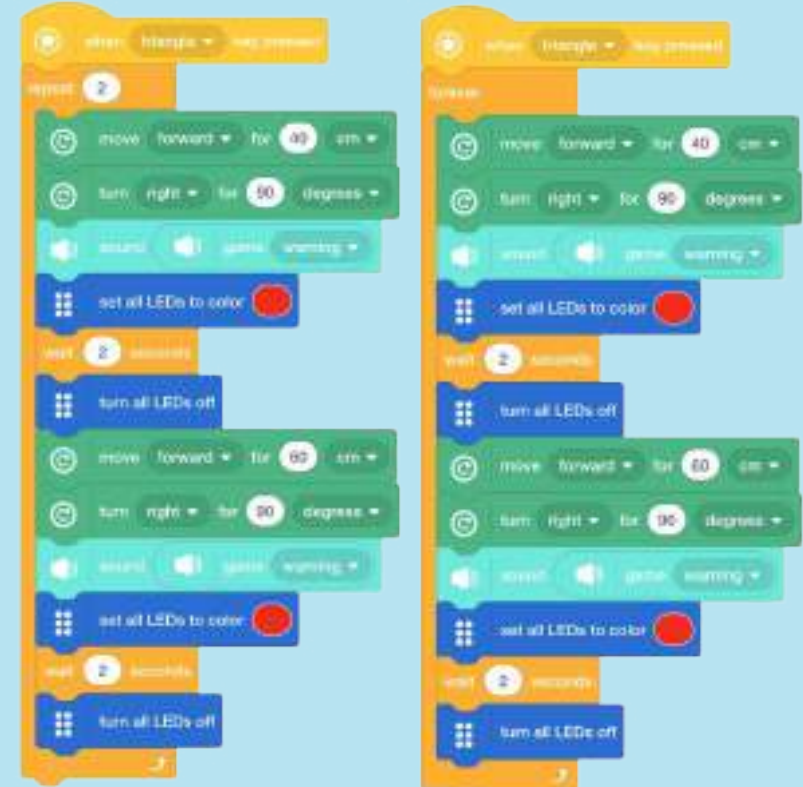 when triangle key pressed
repeat 2
move forward for 40 cm
turn right for 90 degrees
sound game warning
set all LEDs to color
wait 2 seconds
turn all LEDs off
move forward for 60 cm
turn right for 90 degrees
sound game warning
set all LEDs to color
wait 2 seconds
turn all LEDs off
when triangle key pressed
forever
move forward for 40 cm
turn right for 90 degrees
sound game warning
set all LEDs to color
wait 2 seconds
turn all LEDs off
move forward for 60 cm
turn right for 90 degrees
sound game warning
set all LEDs to color
wait 2 seconds
turn all LEDs off